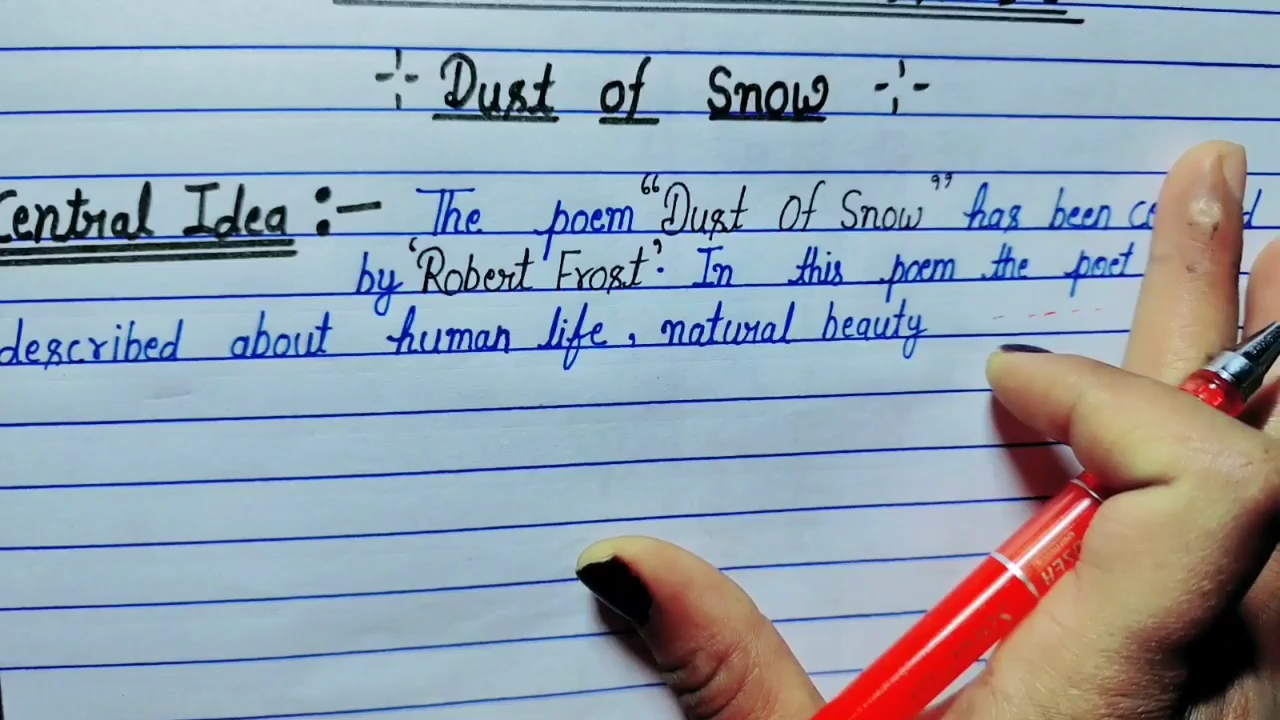 Dust of Snow
Central Idea :- The poem "Dust Of Snow" has been
by 'Robert Frost'. In this poem the poet
described about human life, natural beauty